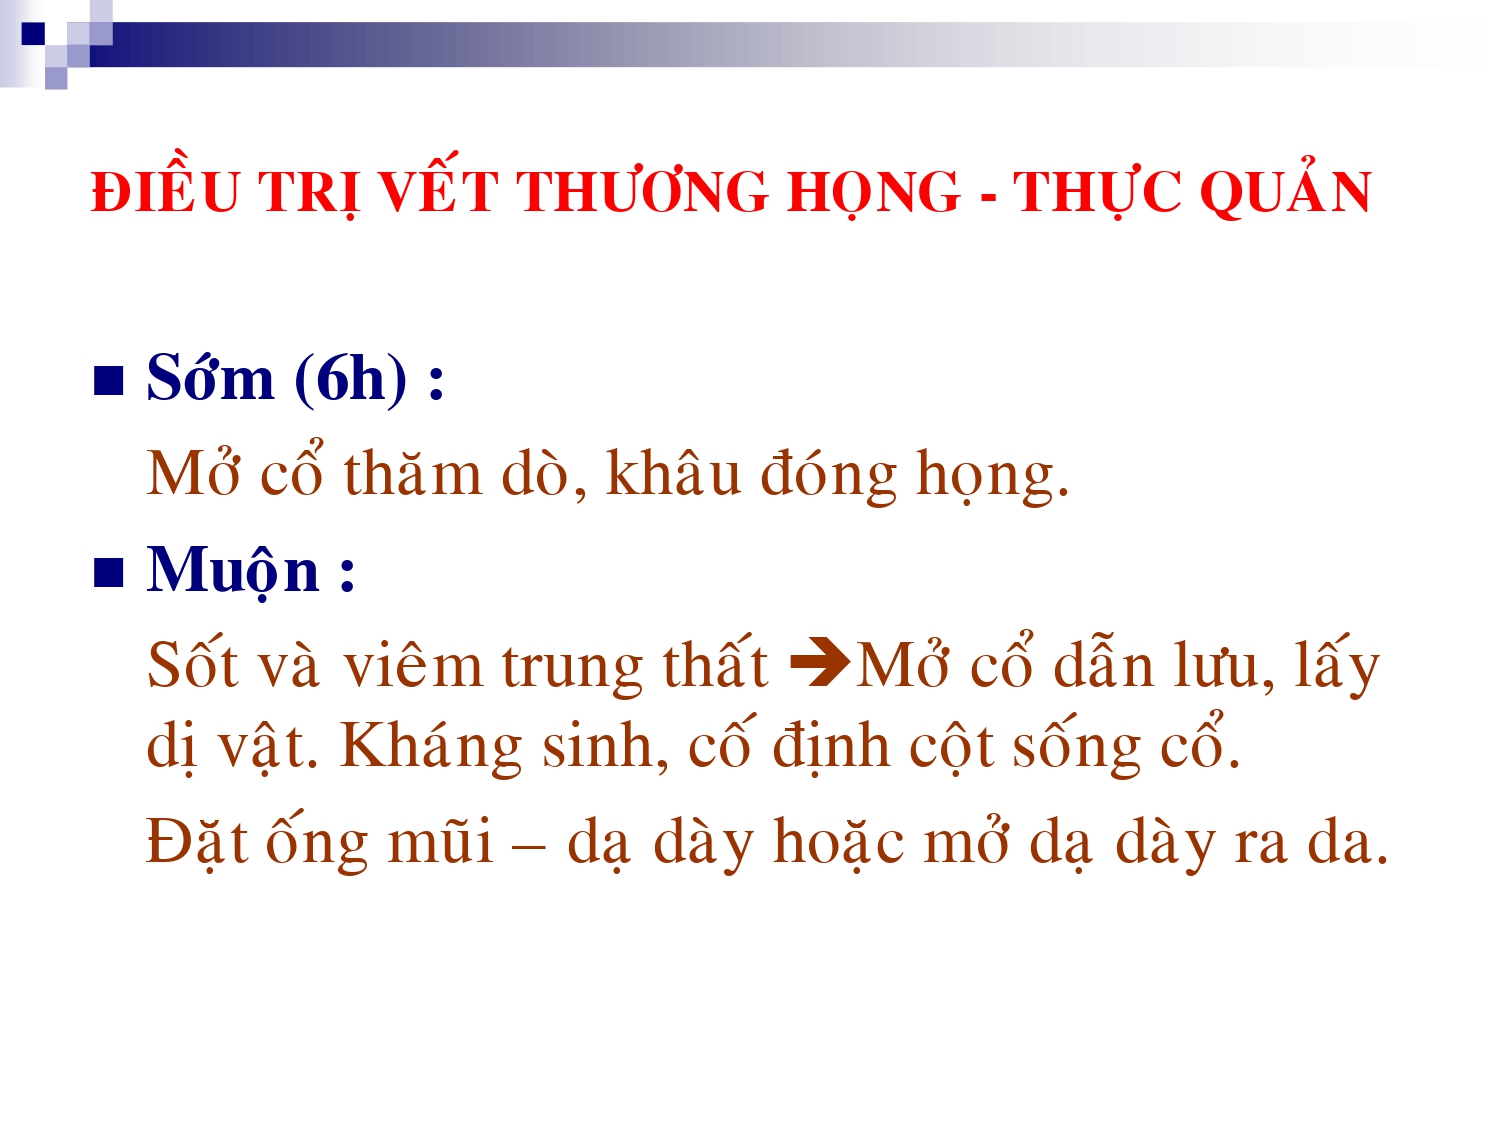 ĐIỀU TRỊ VẾT THƯƠNG HỌNG - THỰC QUẢN
Sớm (6h) :
Mở cổ thăm dò, khâu đóng họng.
Muộn :
Sốt và viêm trung thất ➔Mở cổ dẫn lưu, lấy
dị vật. Kháng sinh, cố định cột sống cổ.
Đặt ống mũi – dạ dày hoặc mở dạ dày ra da.